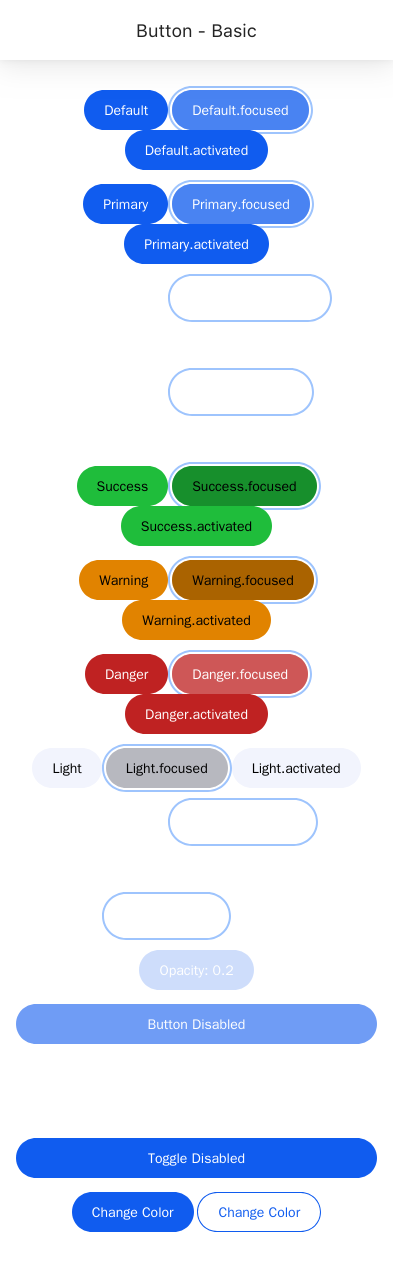 Button - Basic
Default Default.focused
Default.activated
Primary Primary.focused
Primary.activated
Success Success.focused
Success.activated
Warning Warning.focused
Warning.activated
Danger Danger.focused
Danger.activated
Light Light.focused Light.activated
Opacity: 0.2
Button Disabled
Toggle Disabled
Change Color Change Color